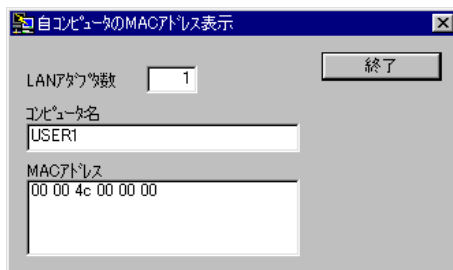 自ｺﾝﾋﾟｭｰﾀのMACｱﾄﾞﾚｽ表示
終了
LANｱﾀﾞﾌﾟﾀ数 1
ｺﾝﾋﾟｭｰﾀ名
USER1
MACｱﾄﾞﾚｽ
00 00 4c 00 00 00